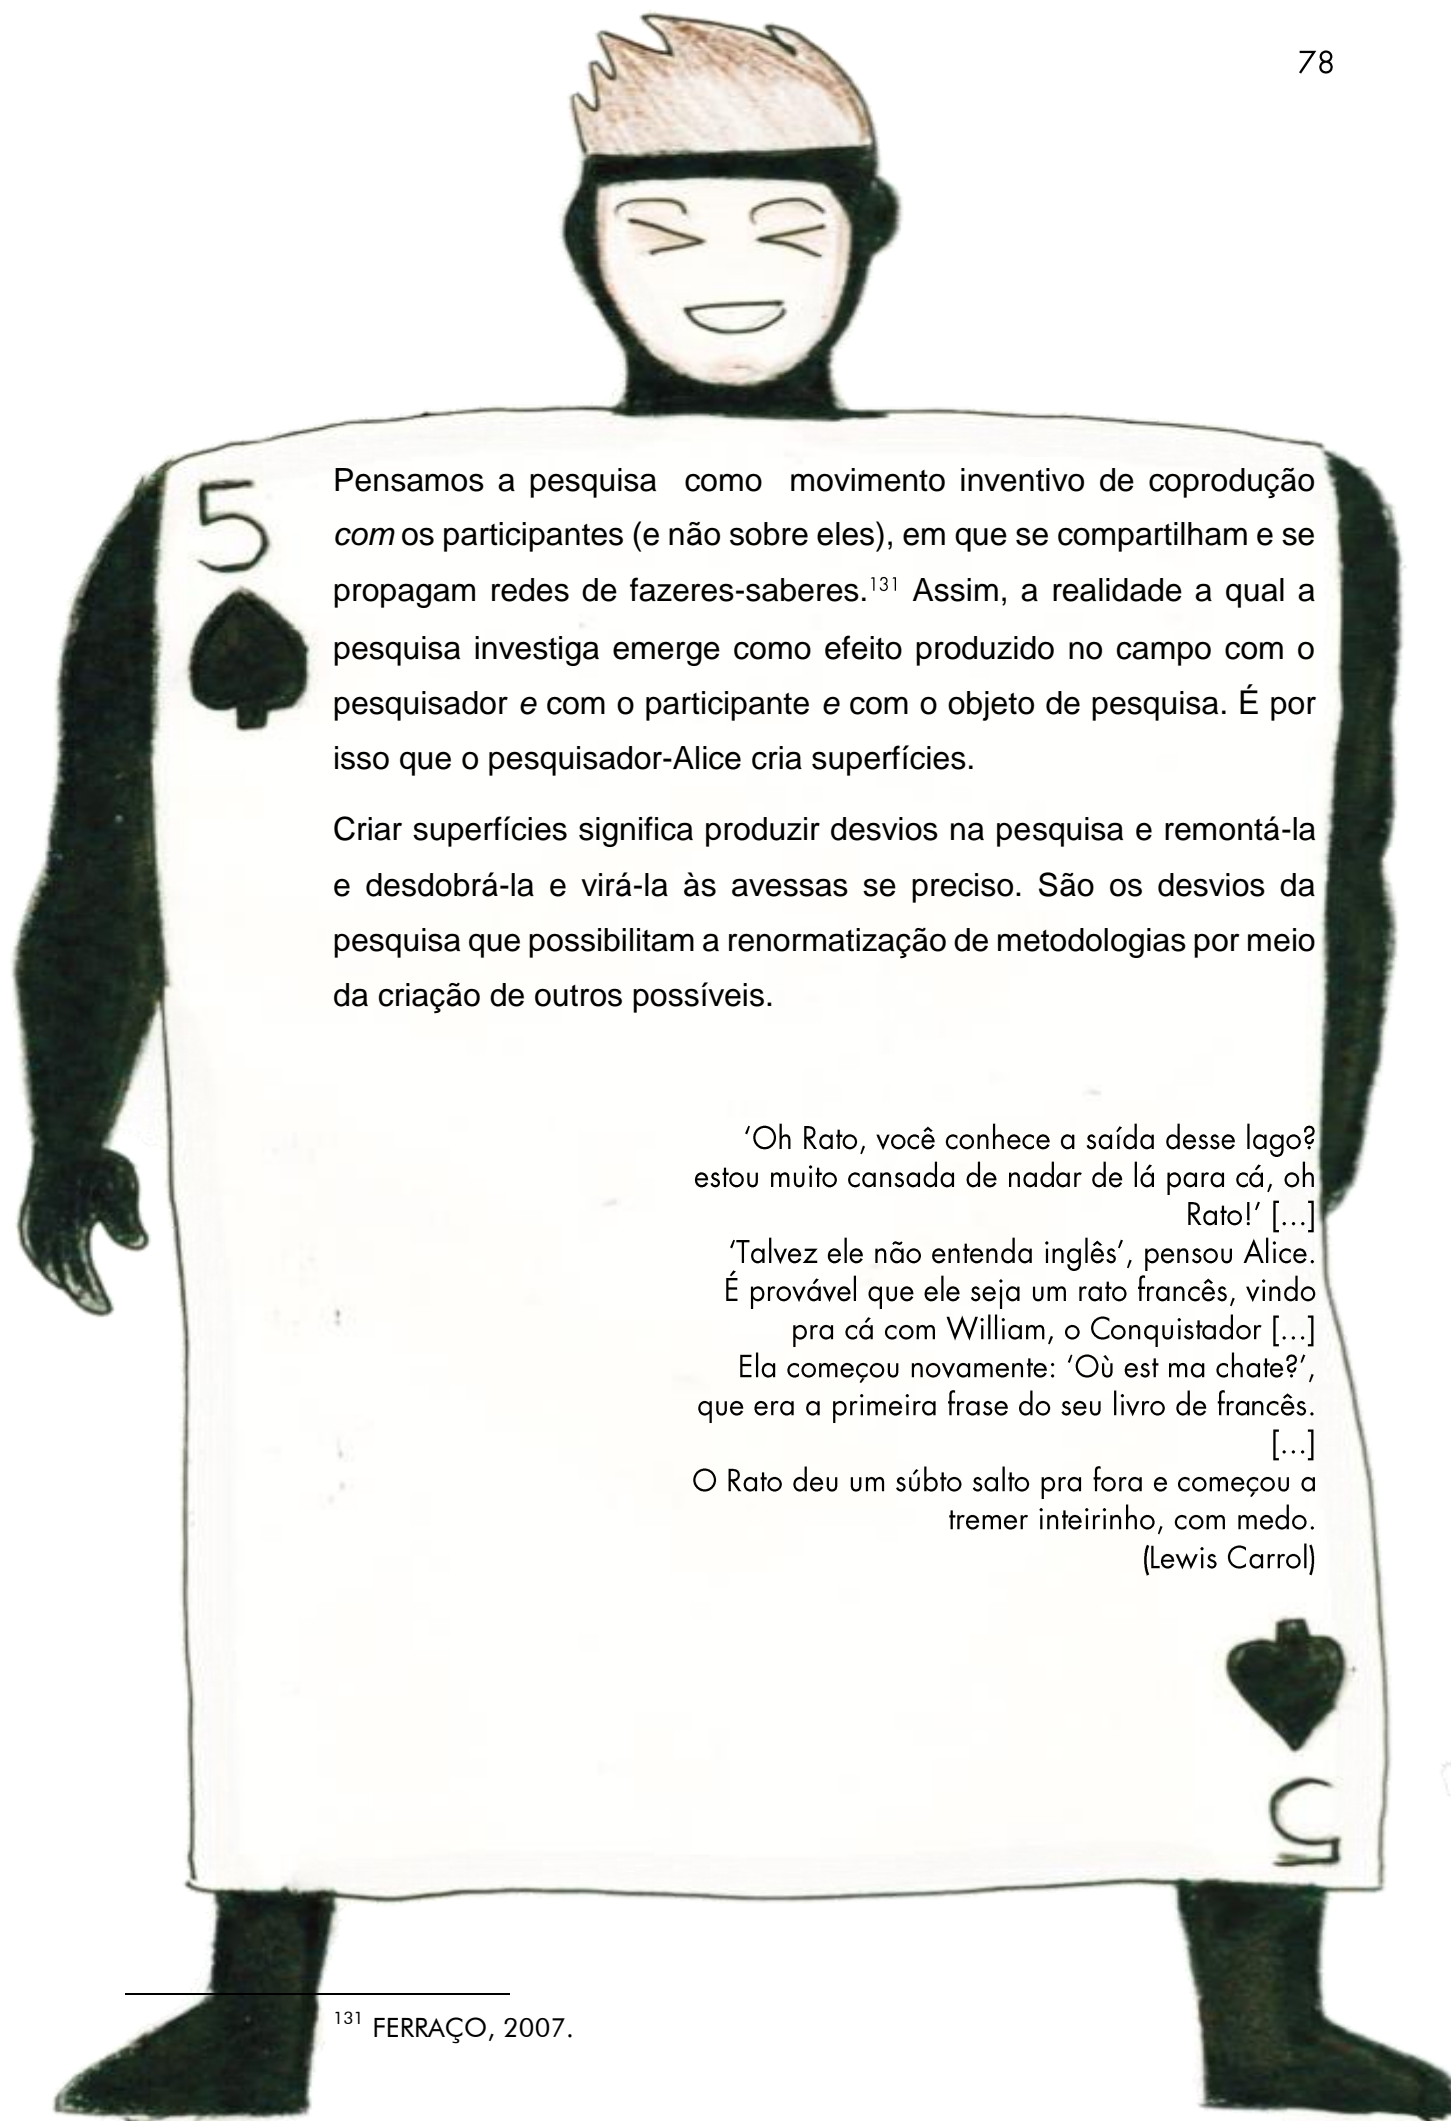 78
5
Pensamos a pesquisa como movimento inventivo de coprodução
com os participantes (e não sobre eles), em que se compartilham e se
propagam redes de fazeres-saberes.¹³¹ Assim, a realidade a qual a
pesquisa investiga emerge como efeito produzido no campo com o
pesquisador e com o participante e com o objeto de pesquisa. É por
isso que o pesquisador-Alice cria superfícies.
Criar superfícies significa produzir desvios na pesquisa e remontá-la
e desdobrá-la e virá-la às avessas se preciso. São os desvios da
pesquisa que possibilitam a renormatização de metodologias por meio
da criação de outros possíveis.
‘Oh Rato, você conhece a saída desse lago?
estou muito cansada de nadar de lá para cá, oh
Rato!’ [...]
‘Talvez ele não entenda inglês’, pensou Alice.
É provável que ele seja um rato francês, vindo
pra cá com William, o Conquistador [...]
Ela começou novamente: ‘Où est ma chate?’,
que era a primeira frase do seu livro de francês.
[...]
O Rato deu um súbto salto pra fora e começou a
tremer inteirinho, com medo.
(Lewis Carrol)
5
¹³¹ FERRAÇO, 2007.